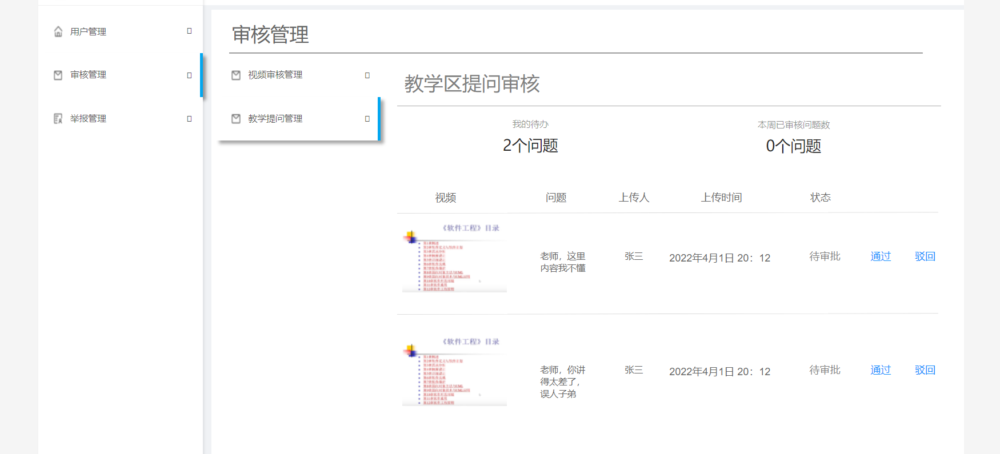 用户管理
审核管理
举报管理
审核管理
视频审核管理
教学提问管理
教学区提问审核
我的待办
2个问题
本周已审核问题数
0个问题
视频 问题 上传人 上传时间 状态
《软件工程》目录
老师，这里
内容我不懂
张三
2022年4月1日 20：12
待审批
通过
驳回
《软件工程》目录
老师，你讲
得太差了，
误人子弟
张三
2022年4月1日 20：12
待审批
通过
驳回